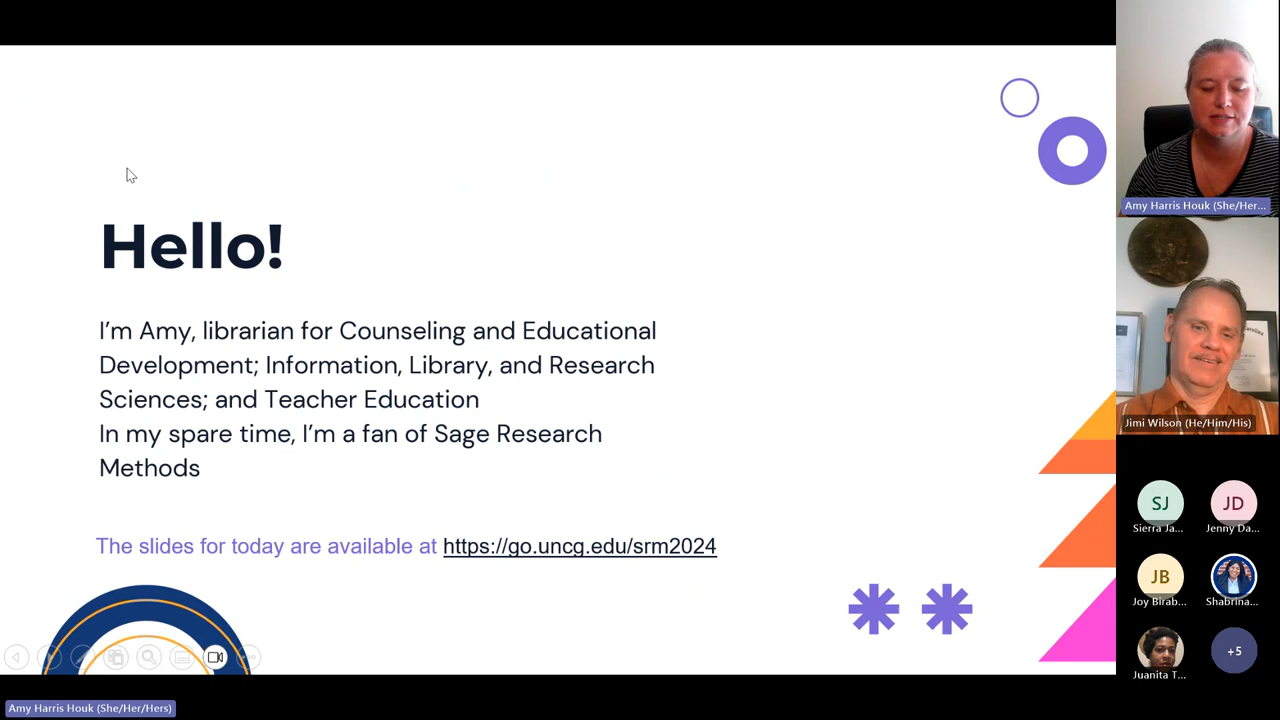 Hello!
I'm Amy, librarian for Counseling and Educational
Development; Information, Library, and Research
Sciences; and Teacher Education
In my spare time, I'm a fan of Sage Research
Methods
The slides for today are available at https://go.uncg.edu/srm2024
Amy Harris Houk (She/Her...
Jimi Wilson (He/Him/His)
SJ
JD
Sierra Ja...
Jenny Da...
JB
Joy Birab...
Shabrina...
Juanita T...
+5
Amy Harris Houk (She/Her/Hers)